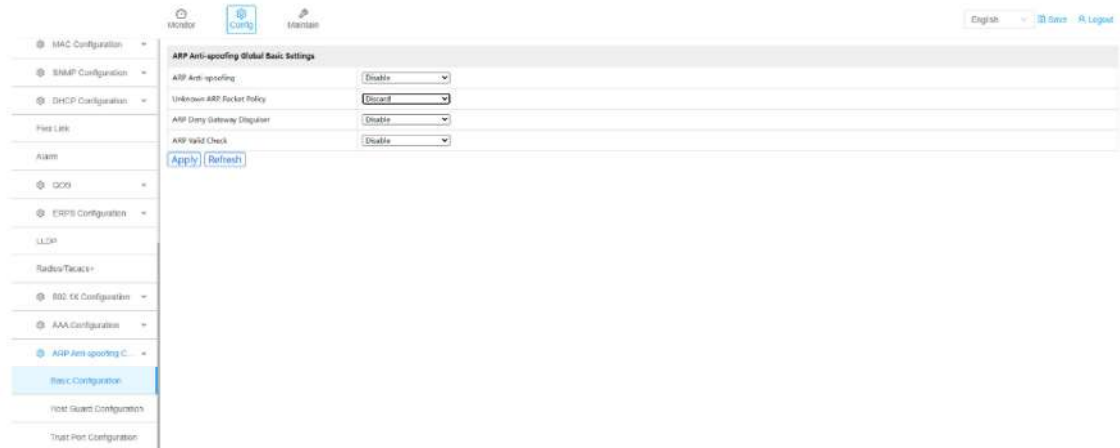 Monitor
Config
Maintain
English
Save
Logout
MAC Configuration
SNMP Configuration
DHCP Configuration
Flex Link
Alarm
QOS
ERPS Configuration
LLDP
Radius/Tacacs+
802.1X Configuration
AAA Configuration
ARP Anti-spoofing C...
Basic Configuration
Host Guard Configuration
Trust Port Configuration
ARP Anti-spoofing Global Basic Settings
ARP Anti-spoofing Disable
Unknown ARP Packet Policy Discard
ARP Deny Gateway Disguiser Disable
ARP Valid Check Disable
Apply Refresh